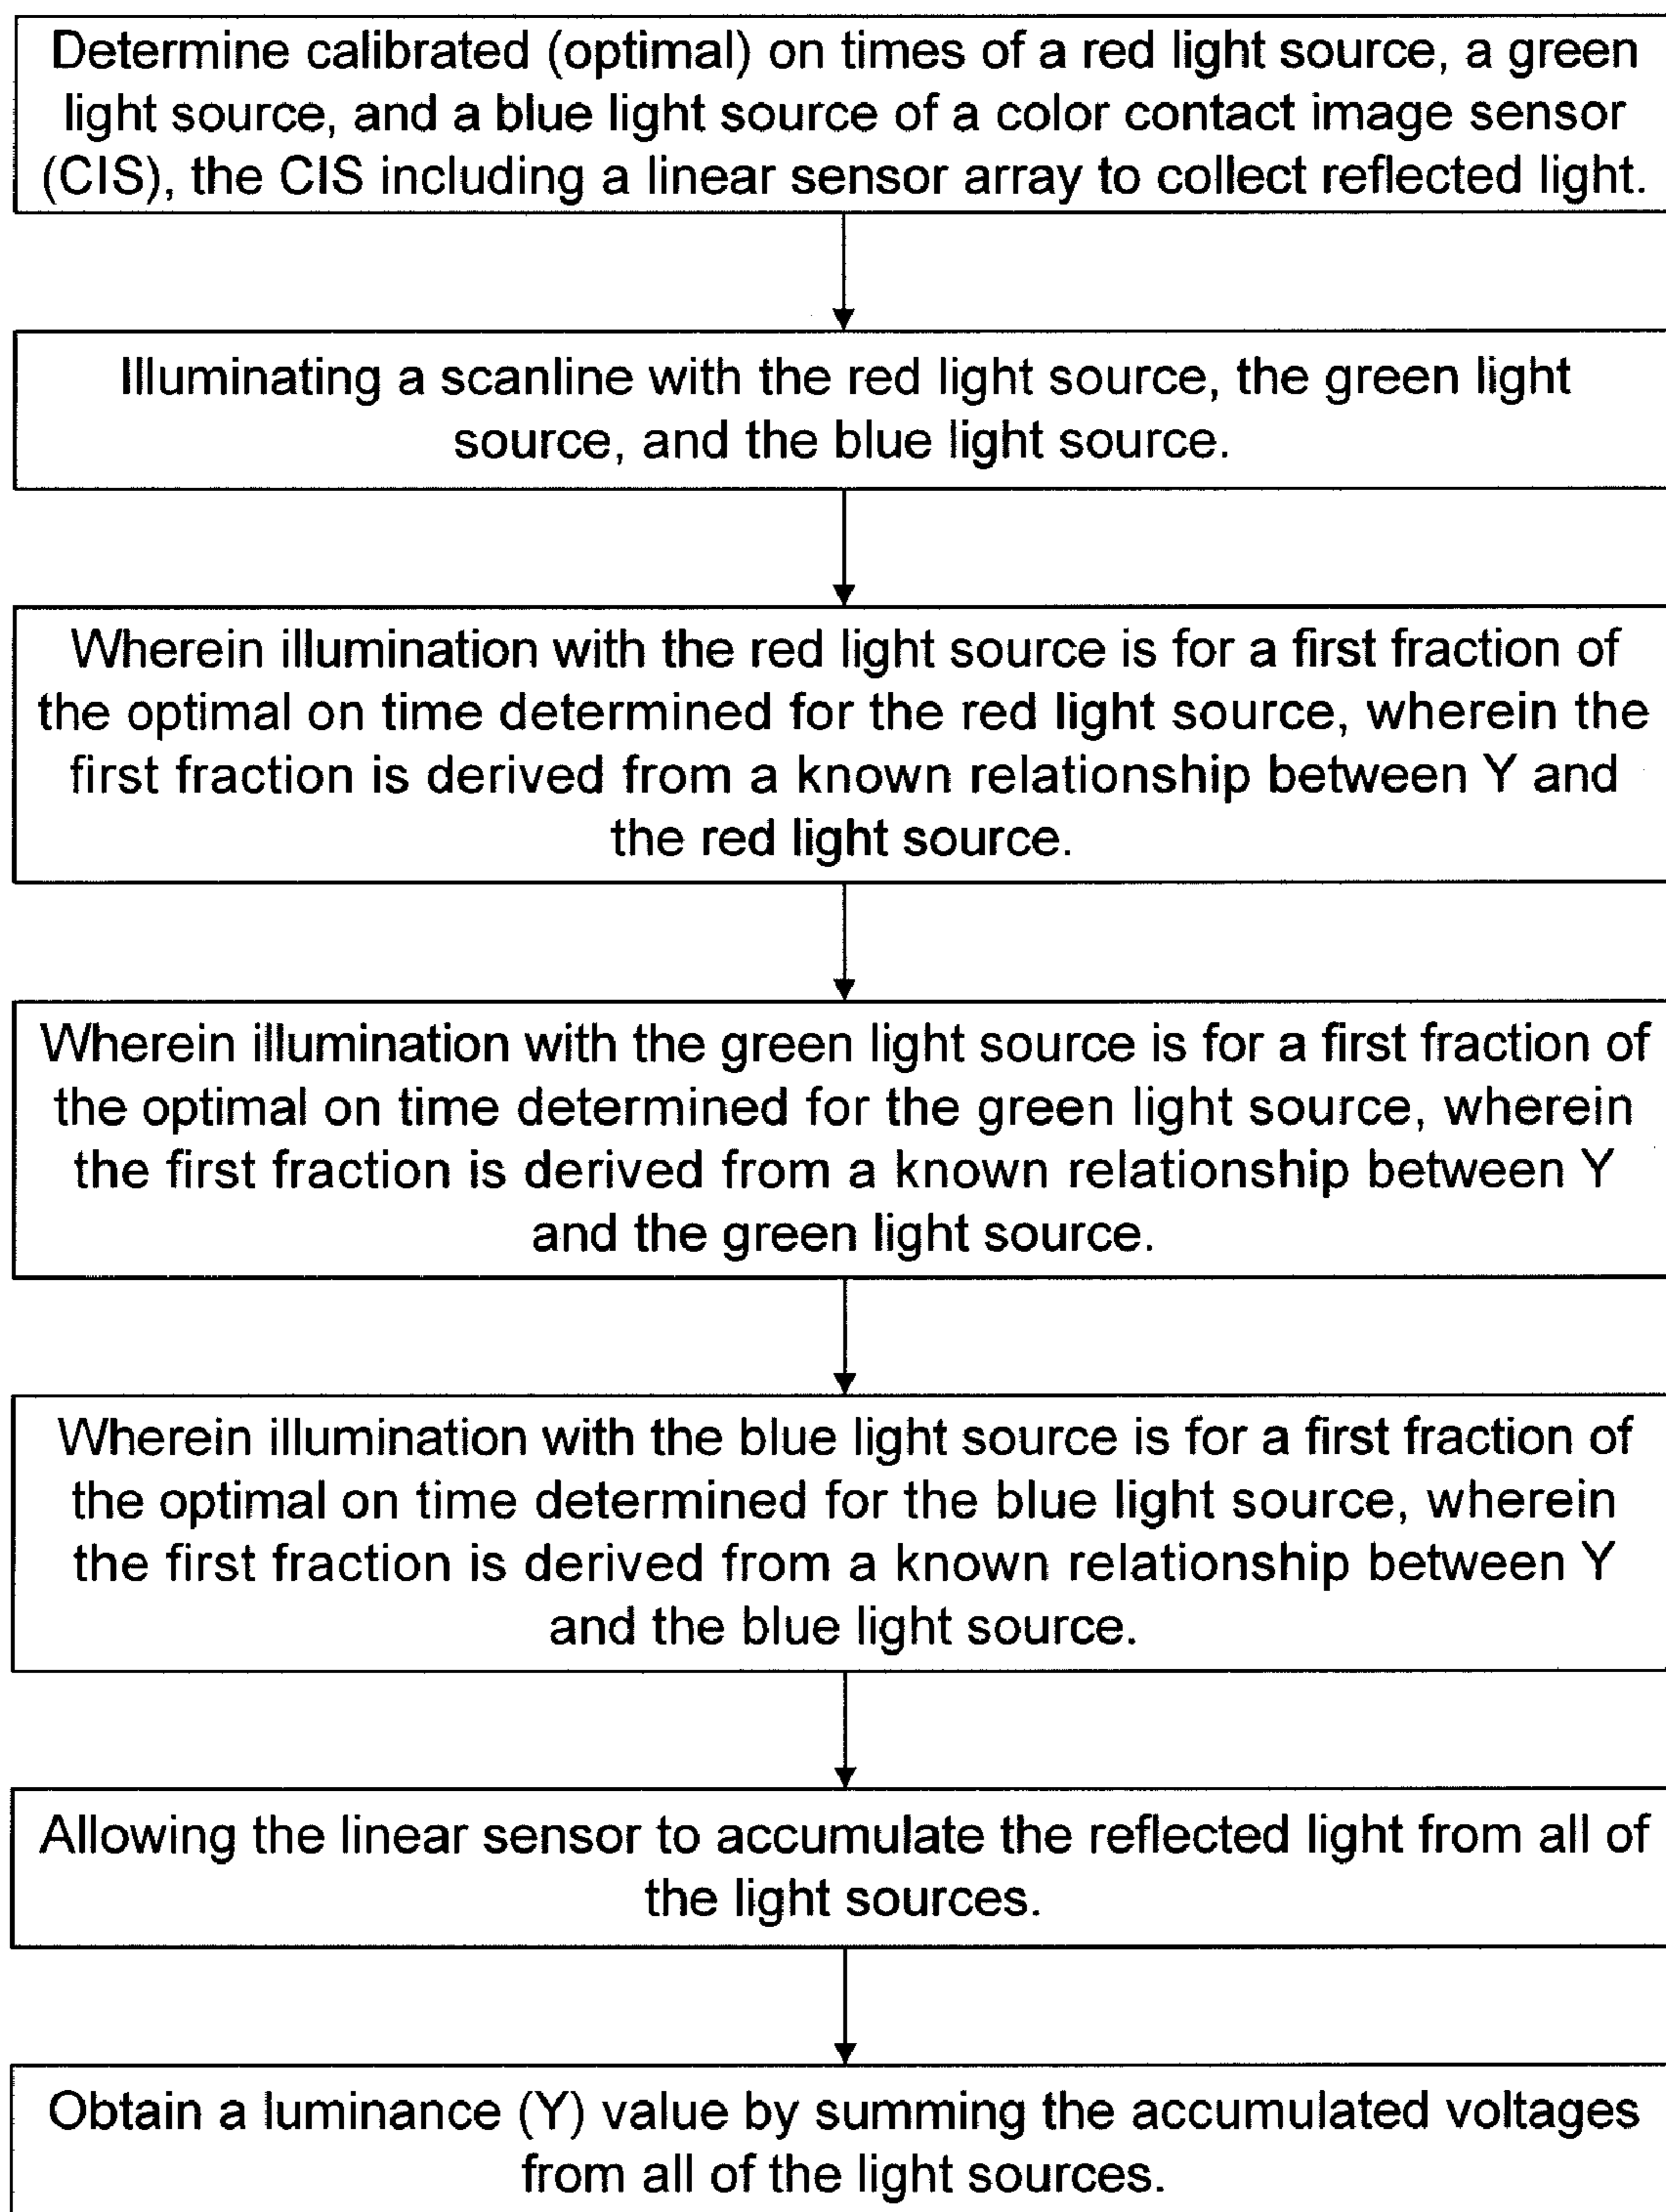 Determine calibrated (optimal) on times of a red light source, a green
light source, and a blue light source of a color contact image sensor
(CIS), the CIS including a linear sensor array to collect reflected light.
Illuminating a scanline with the red light source, the green light
source, and the blue light source.
Wherein illumination with the red light source is for a first fraction of
the optimal on time determined for the red light source, wherein the
first fraction is derived from a known relationship between Y and
the red light source.
Wherein illumination with the green light source is for a first fraction of
the optimal on time determined for the green light source, wherein
the first fraction is derived from a known relationship between Y
and the green light source.
Wherein illumination with the blue light source is for a first fraction of
the optimal on time determined for the blue light source, wherein
the first fraction is derived from a known relationship between Y
and the blue light source.
Allowing the linear sensor to accumulate the reflected light from all of
the light sources.
Obtain a luminance (Y) value by summing the accumulated voltages
from all of the light sources.